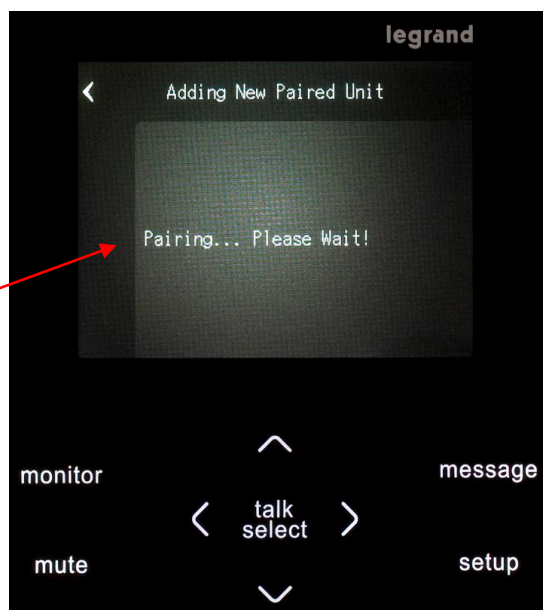 legrand
Adding New Paired Unit
Pairing... Please Wait!
monitor
message
talk
select
mute
setup